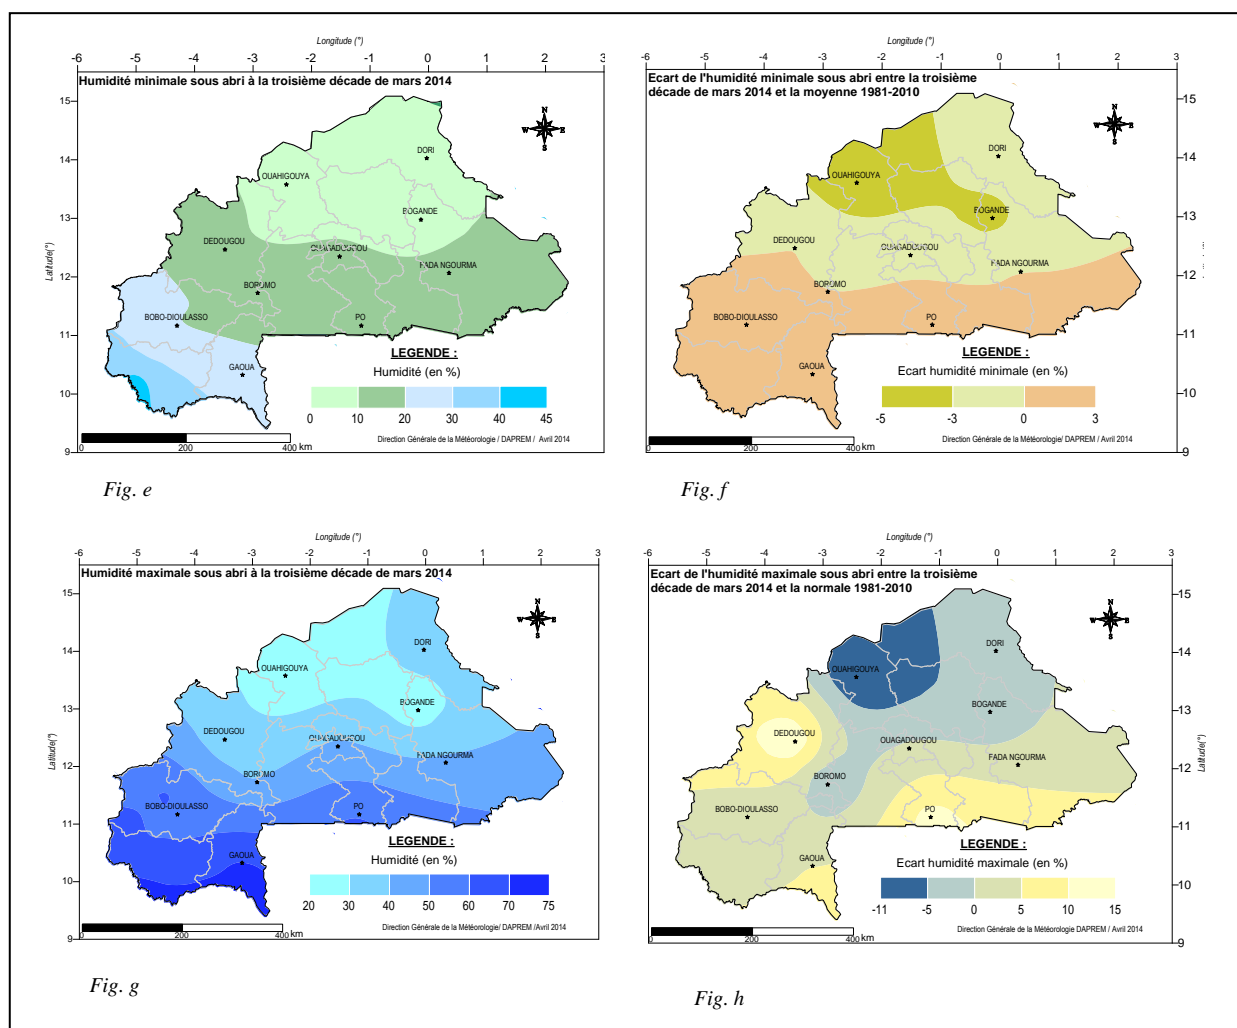 Longitude (°)
-6 -5 -4 -3 -2 -1 0 1 2 3
Humidité minimale sous abri à la troisième décade de mars 2014
15
14
13
12
11
10
9
Latitude(°)
N
W E
S
DORI
OUAHIGOUYA
BOGANDE
DEDOUGOU
OUAGADOUGOU
FADA NGOURMA
BOROMO
BOBO-DIOULASSO
PO
GAOUA
LEGENDE :
Humidité (en %)
0 10 20 30 40 45
0 200 400 km
Direction Générale de la Météorologie / DAPREM / Avril 2014
Fig. e
Longitude (°)
-6 -5 -4 -3 -2 -1 0 1 2 3
Ecart de l'humidité minimale sous abri entre la troisième
décade de mars 2014 et la moyenne 1981-2010
15
14
13
12
11
10
9
N
W E
S
DORI
OUAHIGOUYA
BOGANDE
DEDOUGOU
OUAGADOUGOU
FADA NGOURMA
BOROMO
BOBO-DIOULASSO
PO
GAOUA
LEGENDE :
Ecart humidité minimale (en %)
-5 -3 0 3
0 200 400 km
Direction Générale de la Météorologie / DAPREM / Avril 2014
Fig. f
Longitude (°)
-6 -5 -4 -3 -2 -1 0 1 2 3
Humidité maximale sous abri à la troisième décade de mars 2014
15
14
13
12
11
10
9
Latitude(°)
N
W E
S
DORI
OUAHIGOUYA
BOGANDE
DEDOUGOU
OUAGADOUGOU
FADA NGOURMA
BOROMO
BOBO-DIOULASSO
PO
GAOUA
LEGENDE :
Humidité (en %)
20 30 40 50 60 70 75
0 200 400 km
Direction Générale de la Météorologie/ DAPREM /Avril 2014
Fig. g
Longitude (°)
-6 -5 -4 -3 -2 -1 0 1 2 3
Ecart de l'humidité maximale sous abri entre la troisième
décade de mars 2014 et la normale 1981-2010
15
14
13
12
11
10
9
Latitude(°)
N
W E
S
DORI
OUAHIGOUYA
BOGANDE
DEDOUGOU
OUAGADOUGOU
FADA NGOURMA
BOROMO
BOBO-DIOULASSO
PO
GAOUA
LEGENDE :
Ecart humidité maximale (en %)
-11 -5 0 5 10 15
0 200 400 km
Direction Générale de la Météorologie DAPREM / Avril 2014
Fig. h